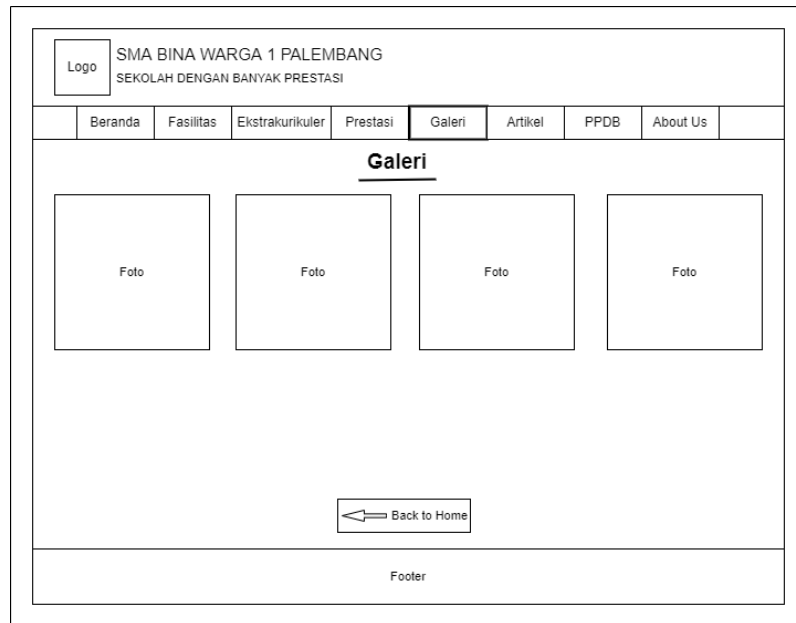 Logo
SMA BINA WARGA 1 PALEMBANG
SEKOLAH DENGAN BANYAK PRESTASI
Beranda Fasilitas Ekstrakurikuler Prestasi Galeri Artikel PPDB About Us
Galeri
Foto Foto Foto Foto
Back to Home
Footer